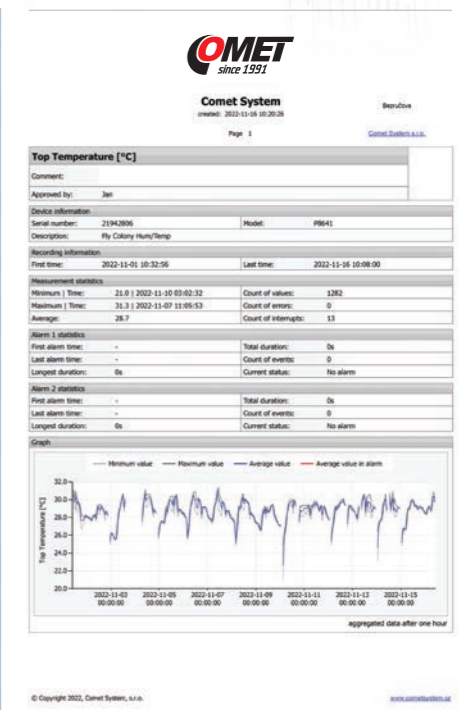 COMET
since 1991
Comet System
created: 2022-11-16 10:20:26
Bezručova
Page 1
Comet System s.r.o.
Top Temperature [°C]
Comment:
Approved by: Jan
Device information
Serial number: 21942806 Model: P8641
Description: Fly Colony Hum/Temp
Recording information
First time: 2022-11-01 10:32:56 Last time: 2022-11-16 10:08:00
Measurement statistics
Minimum | Time: 21.0 | 2022-11-10 03:02:32 Count of values: 1282
Maximum | Time: 31.3 | 2022-11-07 11:05:53 Count of errors: 0
Average: 28.7 Count of interrupts: 13
Alarm 1 statistics
First alarm time: - Total duration: 0s
Last alarm time: - Count of events: 0
Longest duration: 0s Current status: No alarm
Alarm 2 statistics
First alarm time: - Total duration: 0s
Last alarm time: - Count of events: 0
Longest duration: 0s Current status: No alarm
Graph
Minimum value Maximum value Average value Average value in alarm
Top Temperature [°C]
32.0
30.0
28.0
26.0
24.0
22.0
20.0
2022-11-03 2022-11-05 2022-11-07 2022-11-09 2022-11-11 2022-11-13 2022-11-15
00:00:00 00:00:00 00:00:00 00:00:00 00:00:00 00:00:00 00:00:00
aggregated data after one hour
© Copyright 2022, Comet System, s.r.o.
www.cometsystem.cz